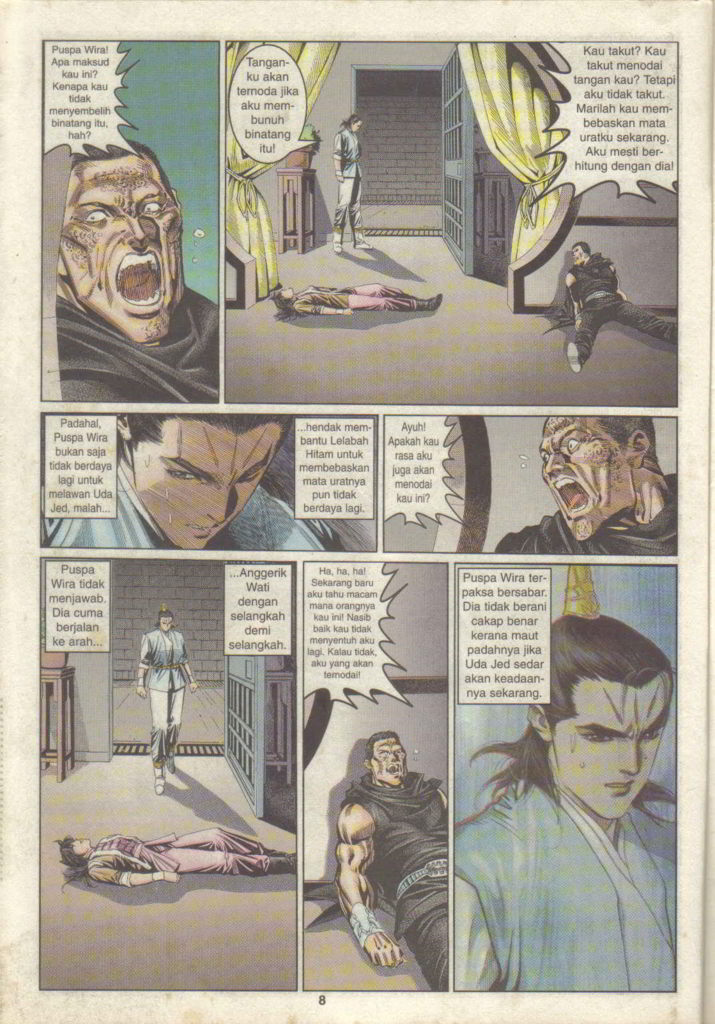 Puspa Wira!
Apa maksud
kau ini?
Kenapa kau
tidak
menyembelih
binatang itu,
hah?
Tangan-
ku akan
ternoda jika
aku mem-
bunuh
binatang
itu!
Kau takut? Kau
takut menodai
tangan kau? Tetapi
aku tidak takut.
Marilah kau mem-
bebaskan mata
uratku sekarang.
Aku mesti ber-
hitung dengan dia!
Padahal,
Puspa Wira
bukan saja
tidak berdaya
lagi untuk
melawan Uda
Jed, malah...
...hendak mem-
bantu Lelabah
Hitam untuk
membebaskan
mata uratnya
pun tidak
berdaya lagi.
Ayuh!
Apakah kau
rasa aku
juga akan
menodai
kau ini?
Puspa
Wira tidak
menjawab.
Dia cuma
berjalan
ke arah...
...Anggerik
Wati
dengan
selangkah
demi
selangkah.
Ha, ha, ha!
Sekarang baru
aku tahu macam
mana orangnya
kau ini! Nasib
baik kau tidak
menyentuh aku
lagi. Kalau tidak,
aku yang akan
ternodai!
Puspa Wira ter-
paksa bersabar.
Dia tidak berani
cakap benar
kerana maut
padahnya jika
Uda Jed sedar
akan keadaan-
nya sekarang.
8